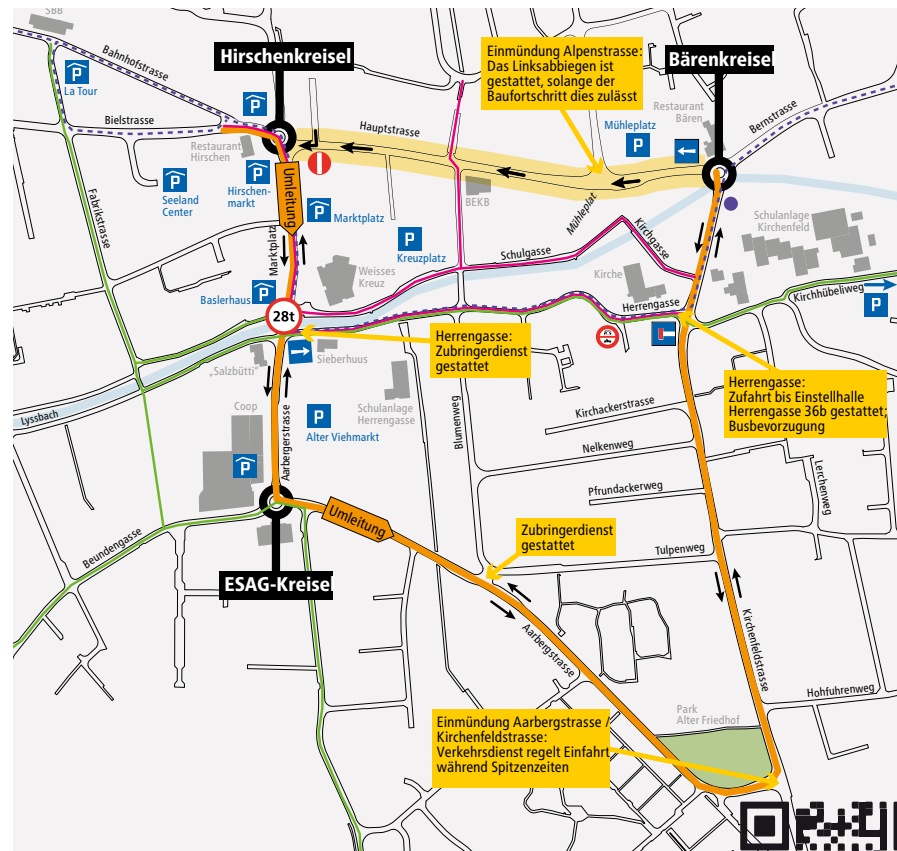 SBB
Bahnhofstrasse
P
La Tour
Bielstrasse
Hirschenkreisel
P
Restaurant
Hirschen
P
Hirschen-
markt
P
Seeland
Center
Fabrikstrasse
Hauptstrasse
Einmündung Alpenstrasse:
Das Linksabbiegen ist
gestattet, solange der
Baufortschritt dies zulässt
Mühleplatz
P
Bärenkreisel
Restaurant
Bären
Bernstrasse
Umleitung
P
Marktplatz
Marktplatz
BEKB
Mühleplat
P
Kreuzplatz
Schulgasse
Kirchgasse
Schulanlage
Kirchenfeld
Weisses
Kreuz
Kirche
Baslerhaus
P
28t
Herrengasse
Kirchhübeliweg
P
Herrengasse:
Zubringerdienst
gestattet
Sieberhuus
„Salzbütti“
Lyssbach
Herrengasse:
Zufahrt bis Einstellhalle
Herrengasse 36b gestattet;
Busbevorzugung
Coop
P
Aarbergerstrasse
P
Alter Viehmarkt
Schulanlage
Herrengasse
Blumenweg
Kirchackerstrasse
Nelkenweg
Pfrundackerweg
Lerchenweg
Beundengasse
Umleitung
Zubringerdienst
gestattet
Tulpenweg
ESAG-Kreisel
Aarbergstrasse
Kirchenfeldstrasse
Hohfuhrenweg
Park
Alter Friedhof
Einmündung Aarbergstrasse /
Kirchenfeldstrasse:
Verkehrsdienst regelt Einfahrt
während Spitzenzeiten